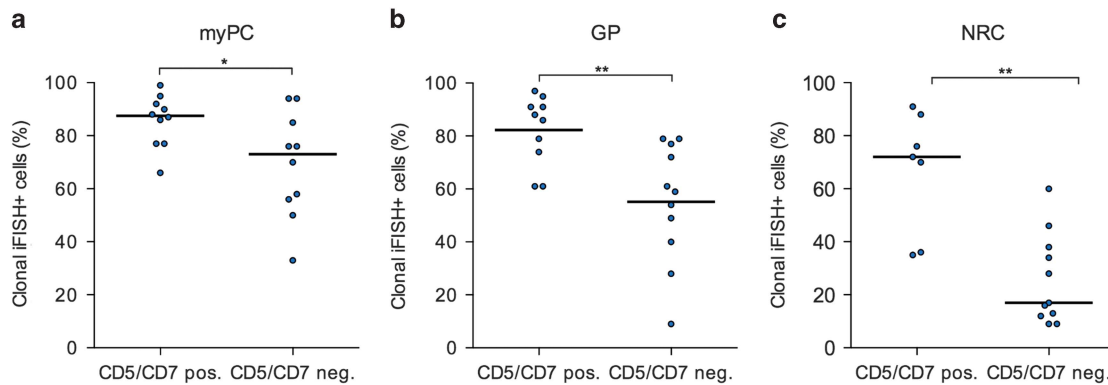 a
myPC
*
Clonal iFISH+ cells (%)
100
80
60
40
20
0
CD5/CD7 pos. CD5/CD7 neg.
b
GP
**
Clonal iFISH+ cells (%)
100
80
60
40
20
0
CD5/CD7 pos. CD5/CD7 neg.
c
NRC
**
Clonal iFISH+ cells (%)
100
80
60
40
20
0
CD5/CD7 pos. CD5/CD7 neg.